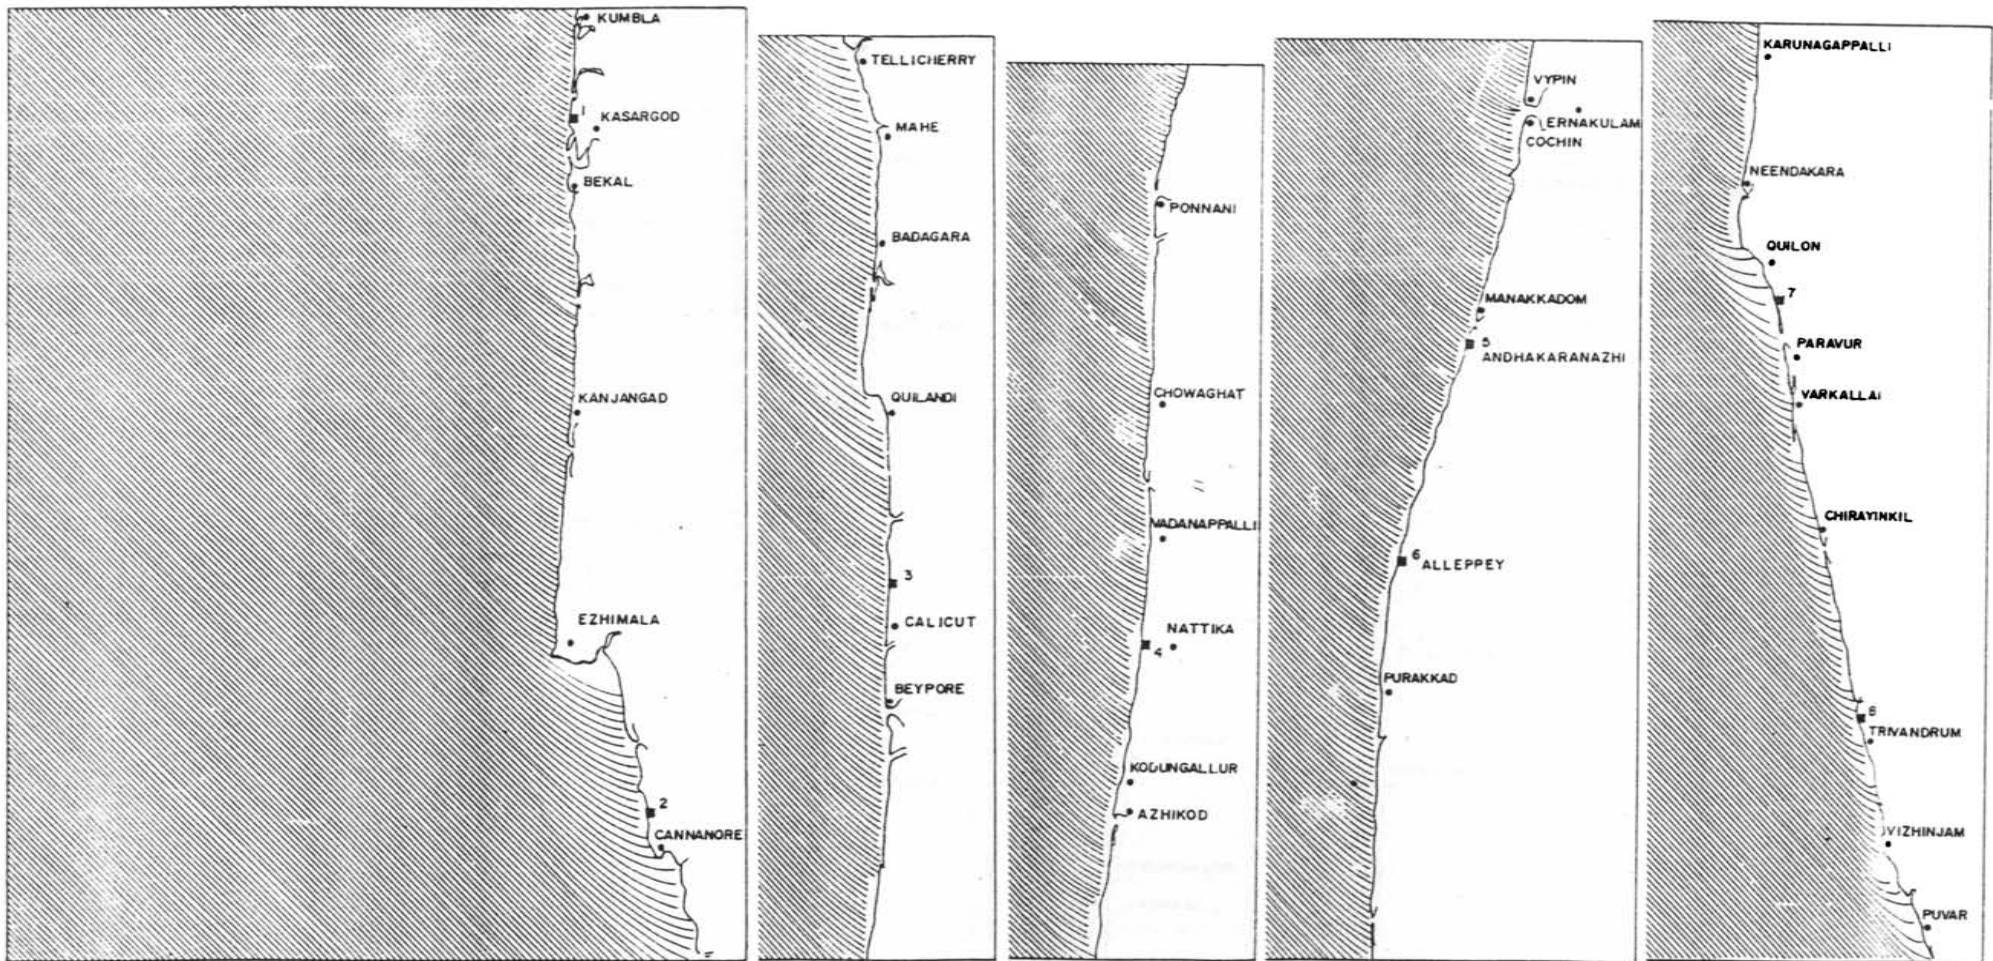 KUMBLA
1
KASARGOD
BEKAL
KANJANGAD
EZHIMALA
2
CANNANORE
TELLICHERRY
MAHE
BADAGARA
QUILANDI
3
CALICUT
BEYPORE
PONNANI
CHOWAGHAT
VADANAPPALLI
NATTIKA
4
KODUNGALLUR
AZHIKOD
VYPIN
ERNAKULAM
COCHIN
MANAKKADOM
5
ANDHAKARANAZHI
6
ALLEPPEY
PURAKKAD
KARUNAGAPPALLI
NEENDAKARA
QUILON
7
PARAVUR
VARKALLAI
CHIRAYINKIL
8
TRIVANDRUM
VIZHINJAM
PUVAR